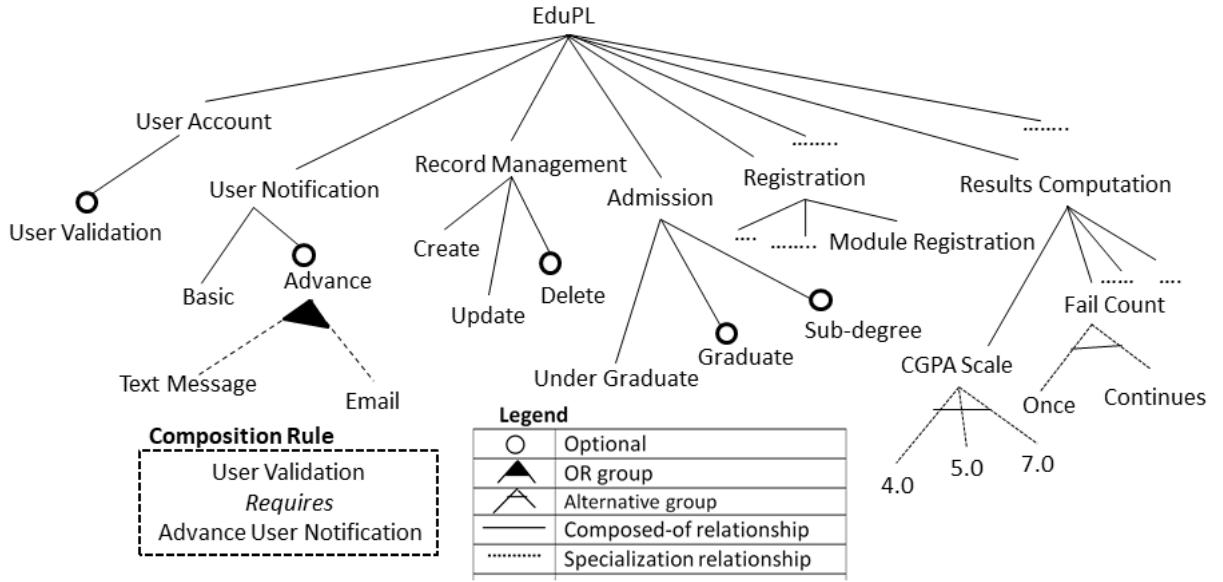 EduPL
User Account
........
........
User Notification
Record Management
Admission
Registration
Results Computation
User Validation
Basic
Advance
Create
Update
Delete
Under Graduate
Graduate
Sub-degree
....
........
Module Registration
CGPA Scale
Fail Count
......
....
Text Message
Email
4.0
5.0
7.0
Once
Continues
Composition Rule
User Validation
Requires
Advance User Notification
Legend
Optional
OR group
Alternative group
Composed-of relationship
Specialization relationship